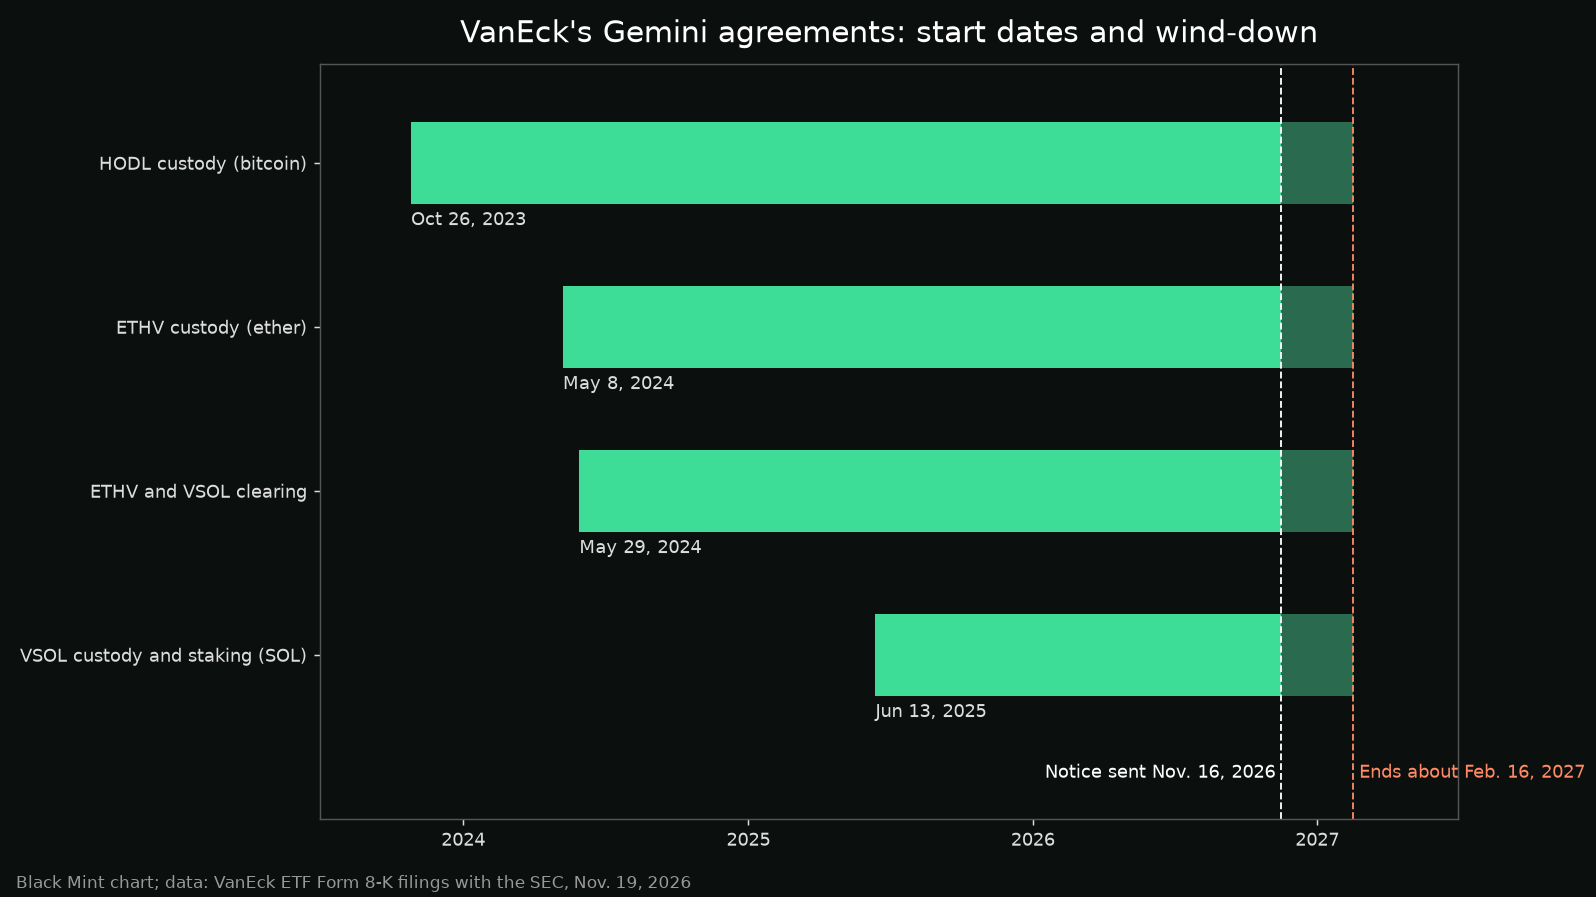 VanEck's Gemini agreements: start dates and wind-down
HODL custody (bitcoin)
Oct 26, 2023
ETHV custody (ether)
May 8, 2024
ETHV and VSOL clearing
May 29, 2024
VSOL custody and staking (SOL)
Jun 13, 2025
Notice sent Nov. 16, 2026
Ends about Feb. 16, 2027
2024
2025
2026
2027
Black Mint chart; data: VanEck ETF Form 8-K filings with the SEC, Nov. 19, 2026